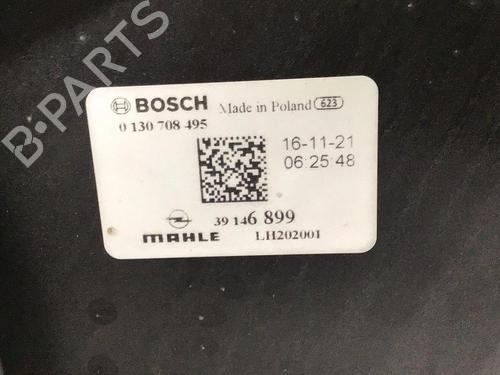 B-PARTS
BOSCH Made in Poland 623
0 130 708 495
16-11-21
06:25:48
39 146 899
MAHLE LH202001